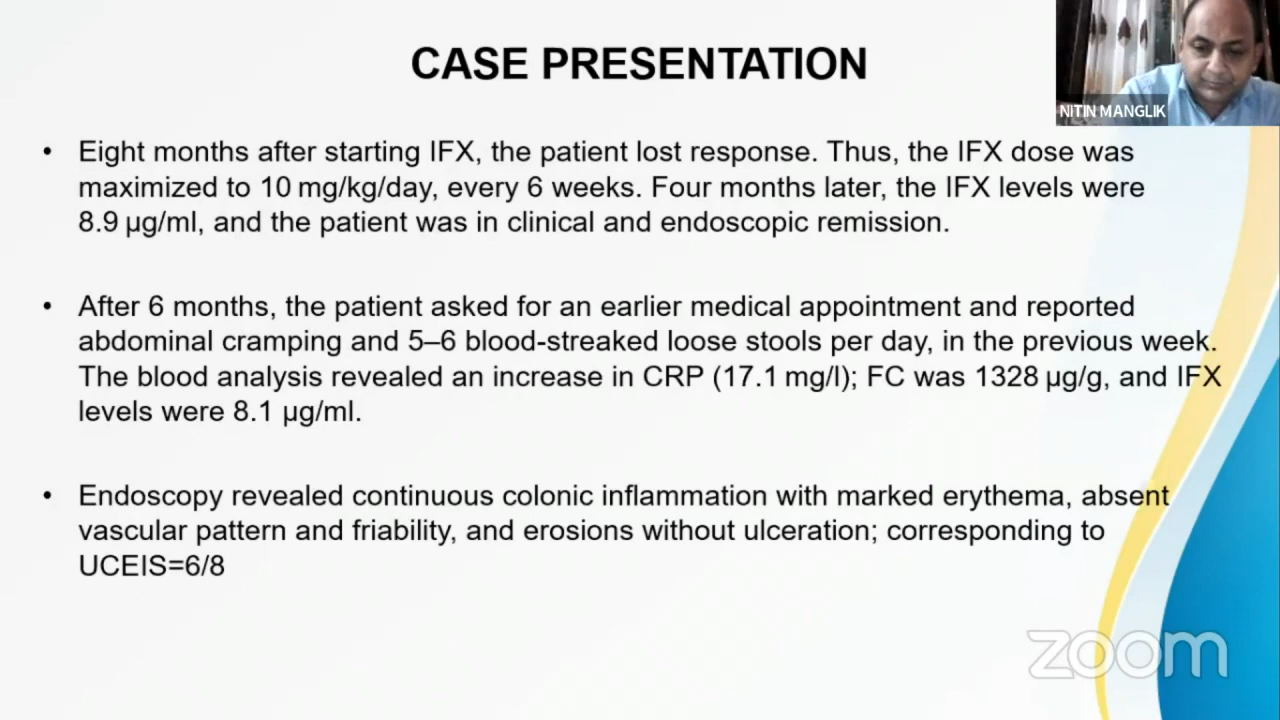 CASE PRESENTATION
NITIN MANGLIK
• Eight months after starting IFX, the patient lost response. Thus, the IFX dose was
maximized to 10 mg/kg/day, every 6 weeks. Four months later, the IFX levels were
8.9 µg/ml, and the patient was in clinical and endoscopic remission.
• After 6 months, the patient asked for an earlier medical appointment and reported
abdominal cramping and 5–6 blood-streaked loose stools per day, in the previous week.
The blood analysis revealed an increase in CRP (17.1 mg/l); FC was 1328 µg/g, and IFX
levels were 8.1 µg/ml.
• Endoscopy revealed continuous colonic inflammation with marked erythema, absent
vascular pattern and friability, and erosions without ulceration; corresponding to
UCEIS=6/8
zoom